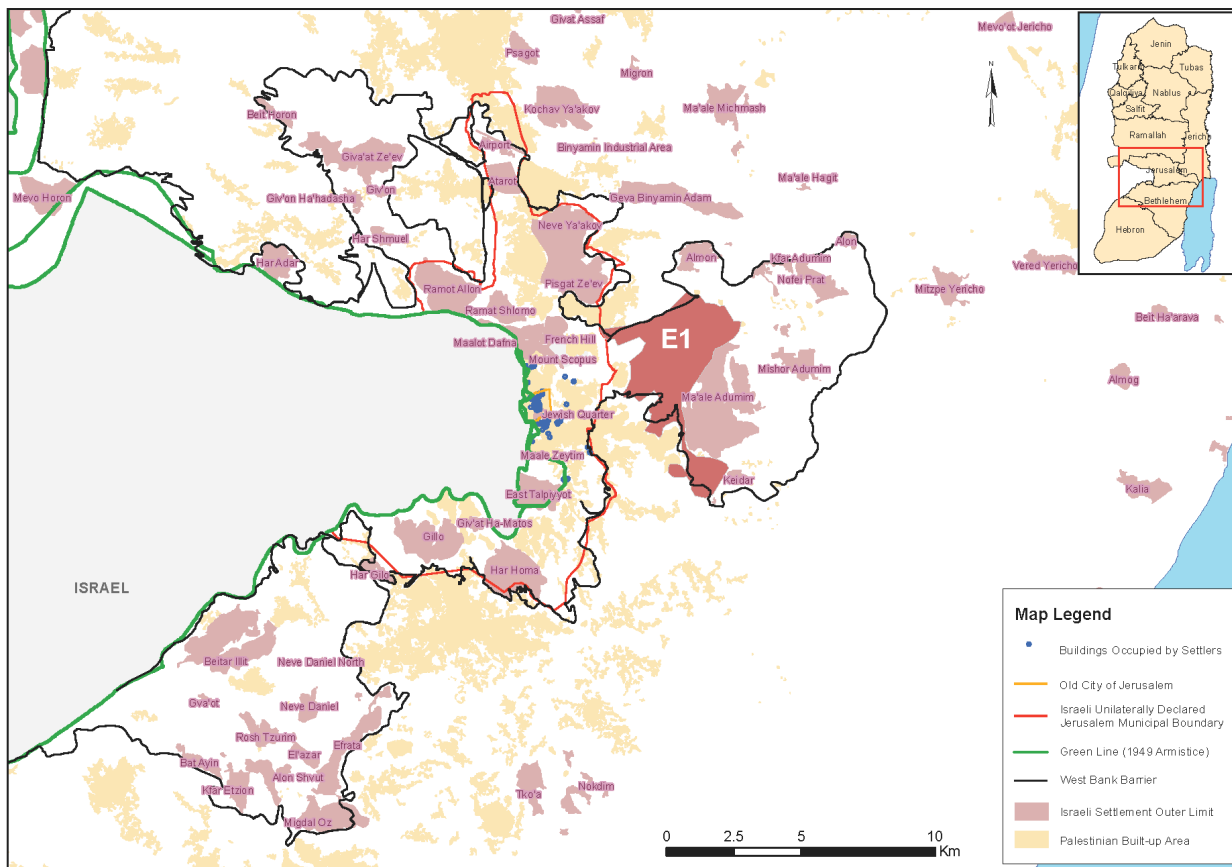 Givat Assaf
Mevo'ot Jericho
Psagot
Migron
Kochav Ya'akov
Ma'ale Michmash
Beit Horon
Airport
Binyamin Industrial Area
Giva'at Ze'ev
Atarot
Ma'ale Hagit
Mevo Horon
Giv'on
Giv'on Ha'hadasha
Geva Binyamin Adam
Neve Ya'akov
Har Shmuel
Alon
Har Adar
Almon
Kfar Adumim
Vered Yericho
Nofei Prat
Pisgat Ze'ev
Ramot Allon
Mitzpe Yericho
Ramat Shlomo
Beit Ha'arava
E1
French Hill
Maalot Dafna
Mount Scopus
Mishor Adumim
Almog
Ma'ale Adumim
Jewish Quarter
Maale Zeytim
Keidar
Kalia
East Talpiyyot
Giv'at Ha-Matos
Gillo
Har Homa
Har Gilo
ISRAEL
Beitar Illit
Neve Daniel North
Gva'ot
Neve Daniel
Rosh Tzurim
Efrata
El'azar
Bat Ayin
Alon Shvut
Kfar Etzion
Tko'a
Nokdim
Migdal Oz
0 2.5 5 10
Km
N
Jenin
Tulkarm
Tubas
Qalqiliya
Nablus
Salfit
Ramallah
Jericho
Jerusalem
Bethlehem
Hebron
Map Legend
Buildings Occupied by Settlers
Old City of Jerusalem
Israeli Unilaterally Declared
Jerusalem Municipal Boundary
Green Line (1949 Armistice)
West Bank Barrier
Israeli Settlement Outer Limit
Palestinian Built-up Area